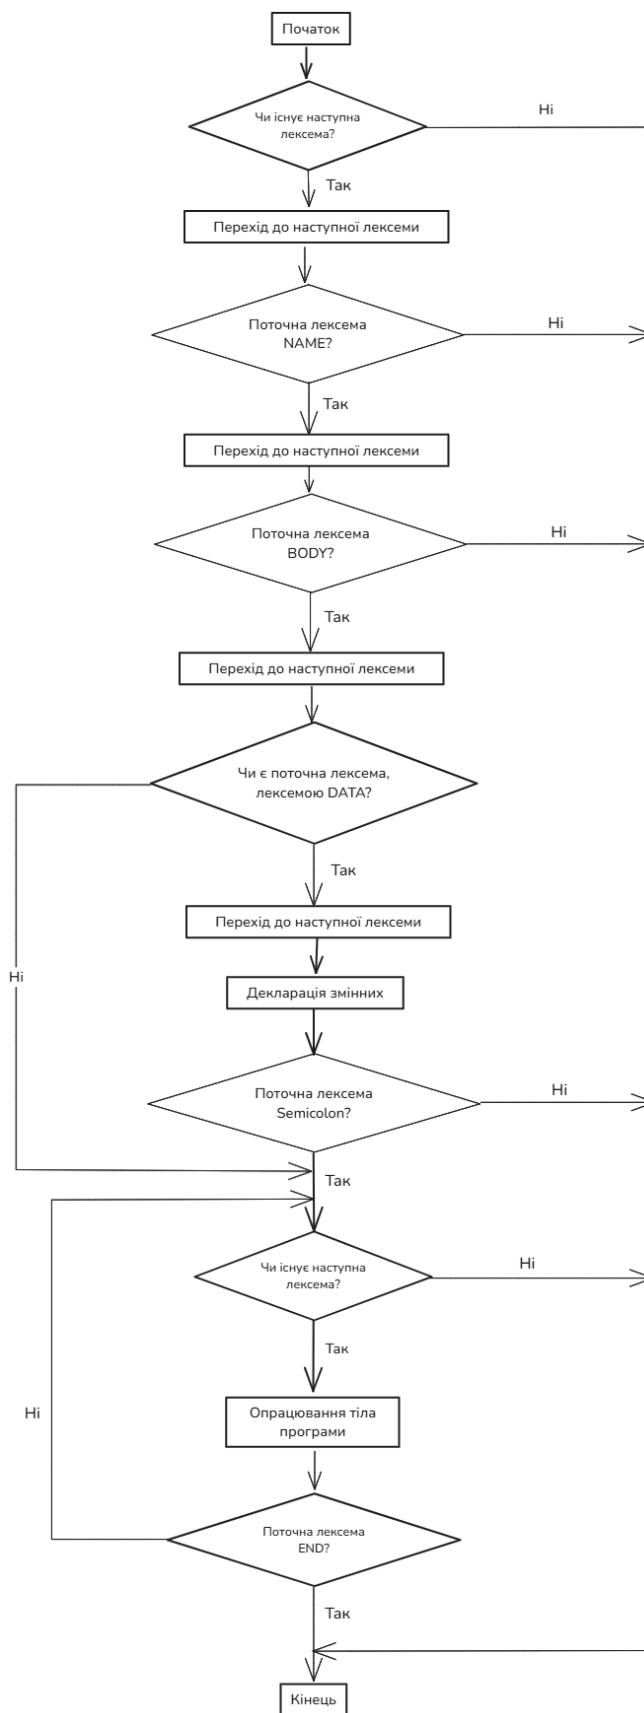 Початок
Чи існує наступна
лексема?
Ні
Так
Перехід до наступної лексеми
Поточна лексема
NAME?
Ні
Так
Перехід до наступної лексеми
Поточна лексема
BODY?
Ні
Так
Перехід до наступної лексеми
Чи є поточна лексема,
лексемою DATA?
Так
Перехід до наступної лексеми
Ні
Декларація змінних
Поточна лексема
Semicolon?
Ні
Так
Чи існує наступна
лексема?
Ні
Так
Опрацювання тіла
програми
Ні
Поточна лексема
END?
Так
Кінець